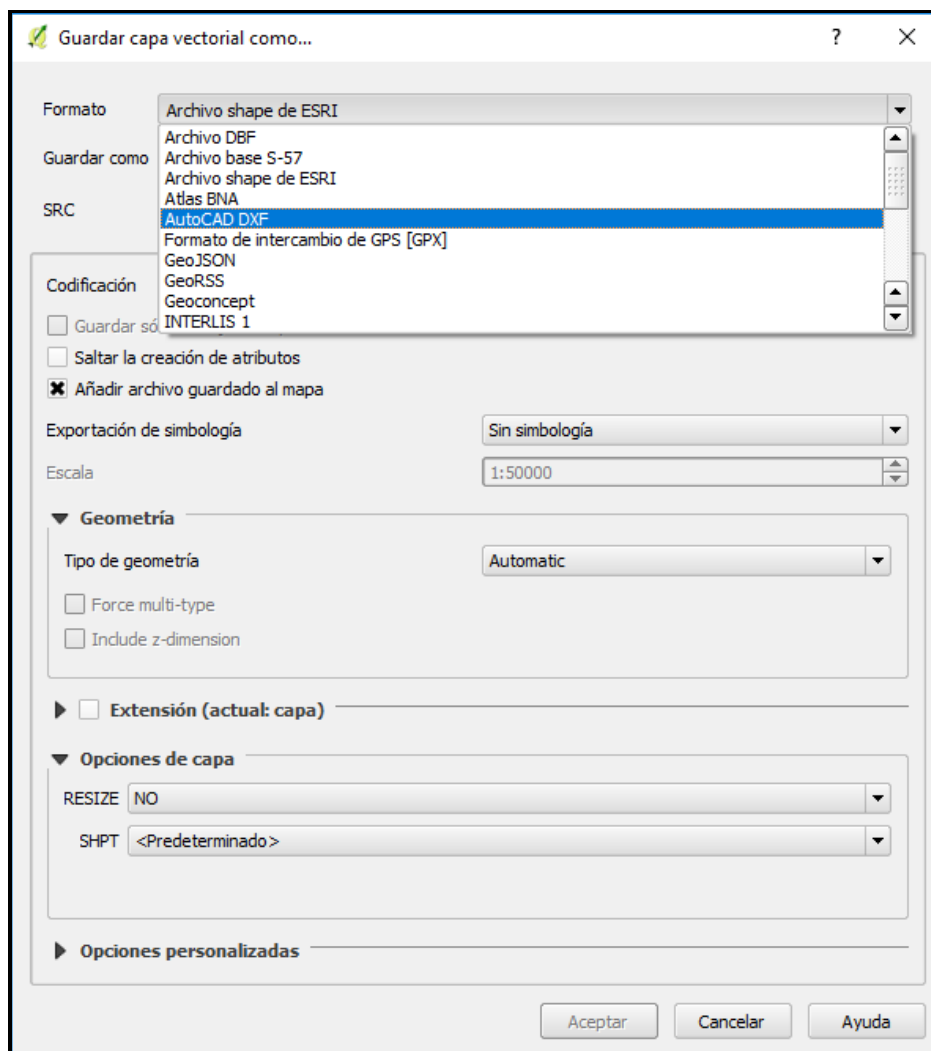 Guardar capa vectorial como...
?
Formato
Archivo shape de ESRI
Archivo DBF
Guardar como
Archivo base S-57
Archivo shape de ESRI
Atlas BNA
SRC
AutoCAD DXF
Formato de intercambio de GPS [GPX]
GeoJSON
GeoRSS
Codificación
Geoconcept
INTERLIS 1
Guardar só
Saltar la creación de atributos
Añadir archivo guardado al mapa
Exportación de simbología Sin simbología
Escala 1:50000
Geometría
Tipo de geometría Automatic
Force multi-type
Include z-dimension
Extensión (actual: capa)
Opciones de capa
RESIZE NO
SHPT <Predeterminado>
Opciones personalizadas
Aceptar Cancelar Ayuda